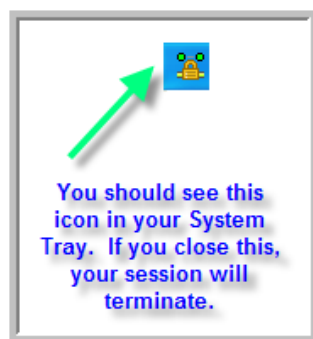 You should see this
icon in your System
Tray.  If you close this,
your session will
terminate.